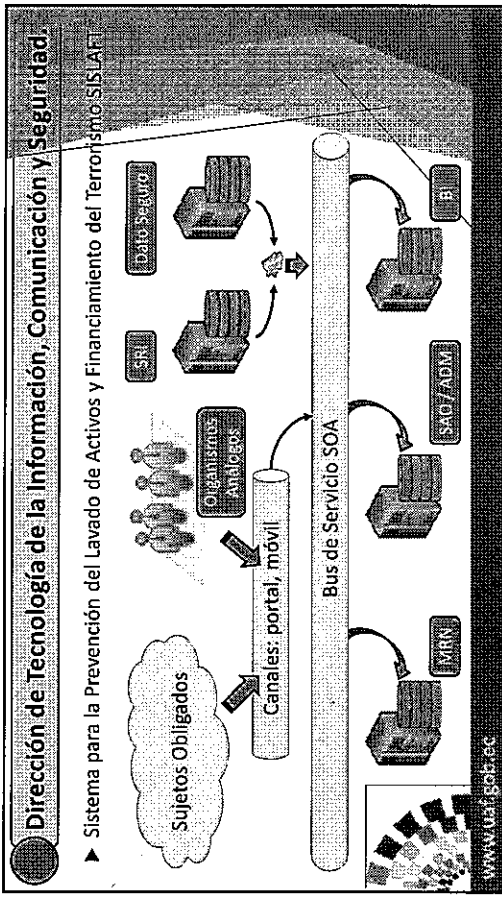 Dirección de Tecnología de la Información, Comunicación y Seguridad.
▶ Sistema para la Prevención del Lavado de Activos y Financiamiento del Terrorismo SISLAFT
Sujetos Obligados
Organismos
Análogos
SRI
Dato Seguro
Canales: portal, móvil
Bus de Servicio SOA
MRN
SAO / ADM
BI
www.uaf.gob.ec